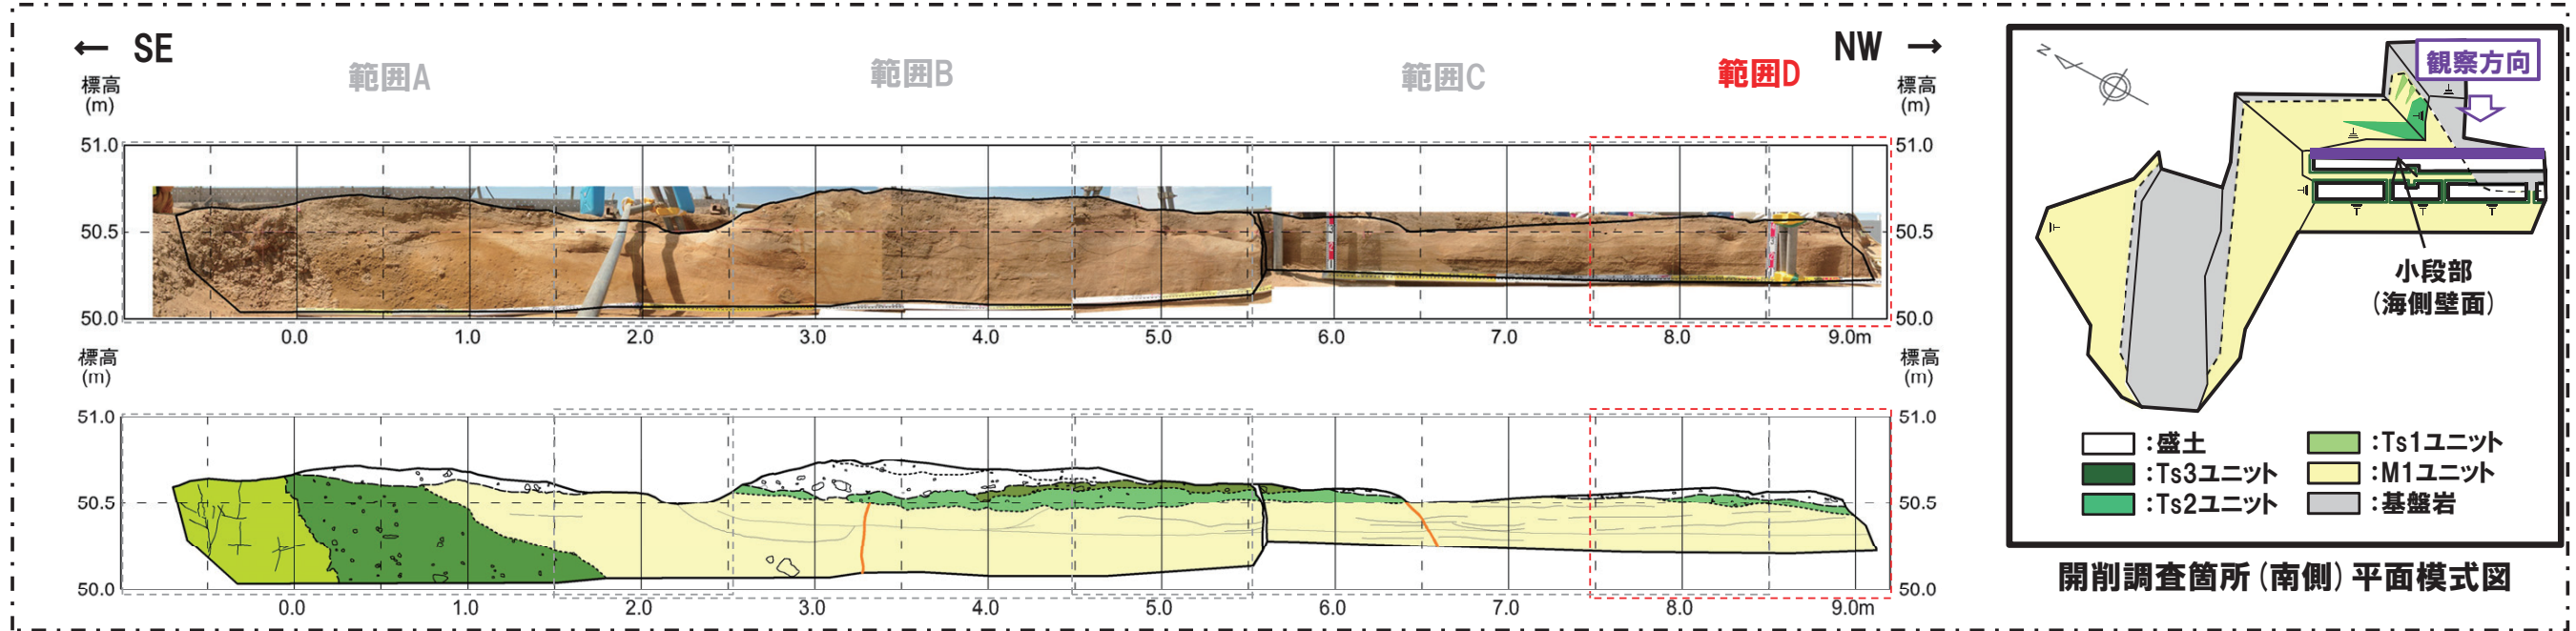 ← SE
NW →
範囲A
範囲B
範囲C
範囲D
標高
(m)
標高
(m)
51.0
50.5
50.0
51.0
50.5
50.0
0.0 1.0 2.0 3.0 4.0 5.0 6.0 7.0 8.0 9.0m
標高
(m)
標高
(m)
51.0
50.5
50.0
51.0
50.5
50.0
0.0 1.0 2.0 3.0 4.0 5.0 6.0 7.0 8.0 9.0m
N
観察方向
小段部
(海側壁面)
:盛土
:Ts3ユニット
:Ts2ユニット
:Ts1ユニット
:M1ユニット
:基盤岩
開削調査箇所(南側)平面模式図